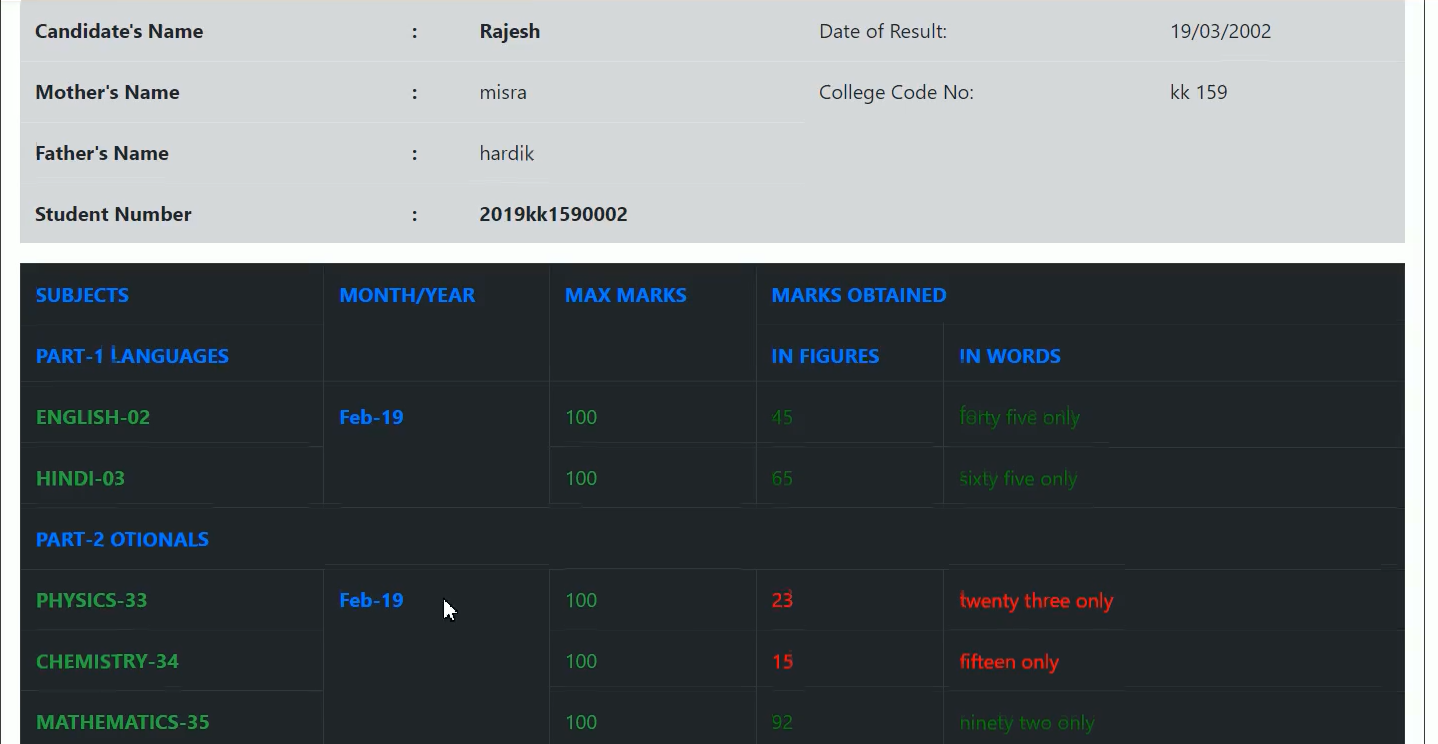 Candidate's Name : Rajesh Date of Result: 19/03/2002
Mother's Name : misra College Code No: kk 159
Father's Name : hardik
Student Number : 2019kk1590002
SUBJECTS MONTH/YEAR MAX MARKS MARKS OBTAINED
PART-1 LANGUAGES IN FIGURES IN WORDS
ENGLISH-02 Feb-19 100 45 forty five only
HINDI-03 100 65 sixty five only
PART-2 OTIONALS
PHYSICS-33 Feb-19 100 23 twenty three only
CHEMISTRY-34 100 15 fifteen only
MATHEMATICS-35 100 92 ninety two only